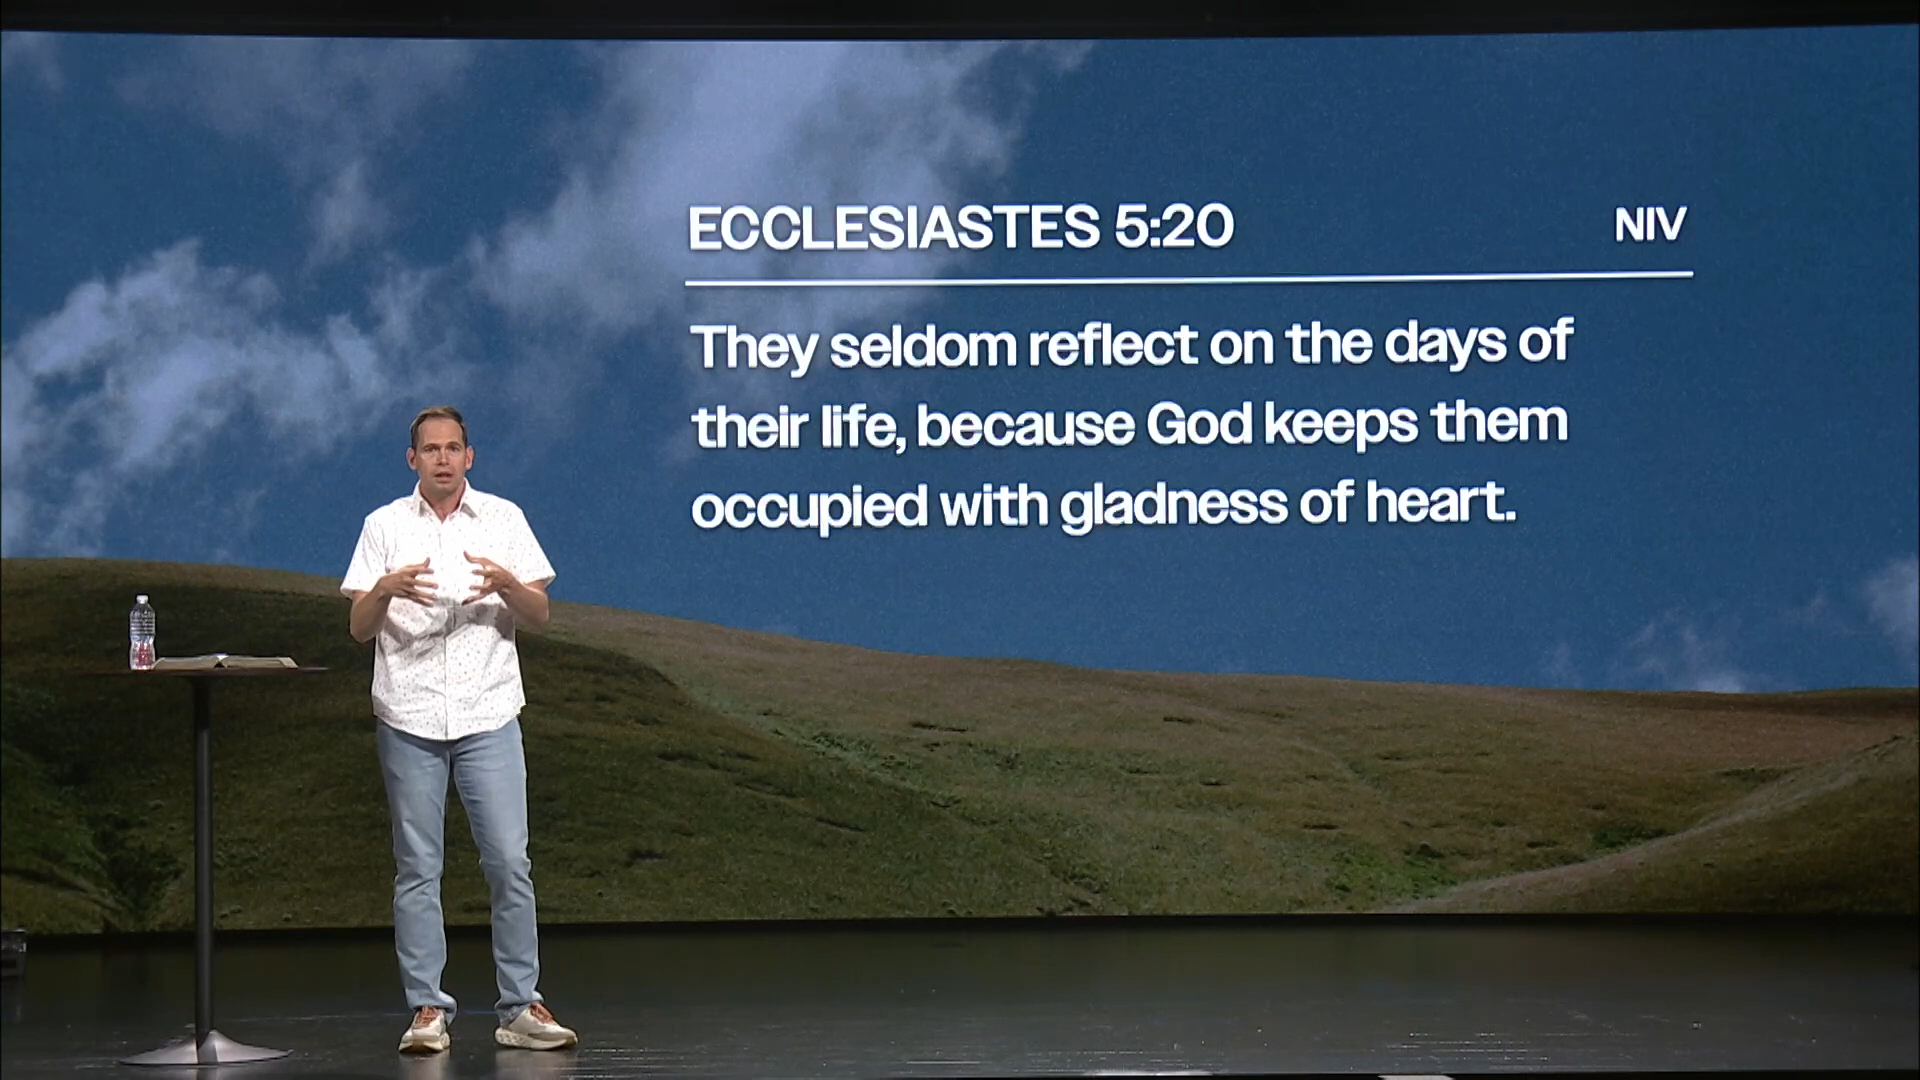 ECCLESIASTES 5:20 NIV
They seldom reflect on the days of
their life, because God keeps them
occupied with gladness of heart.